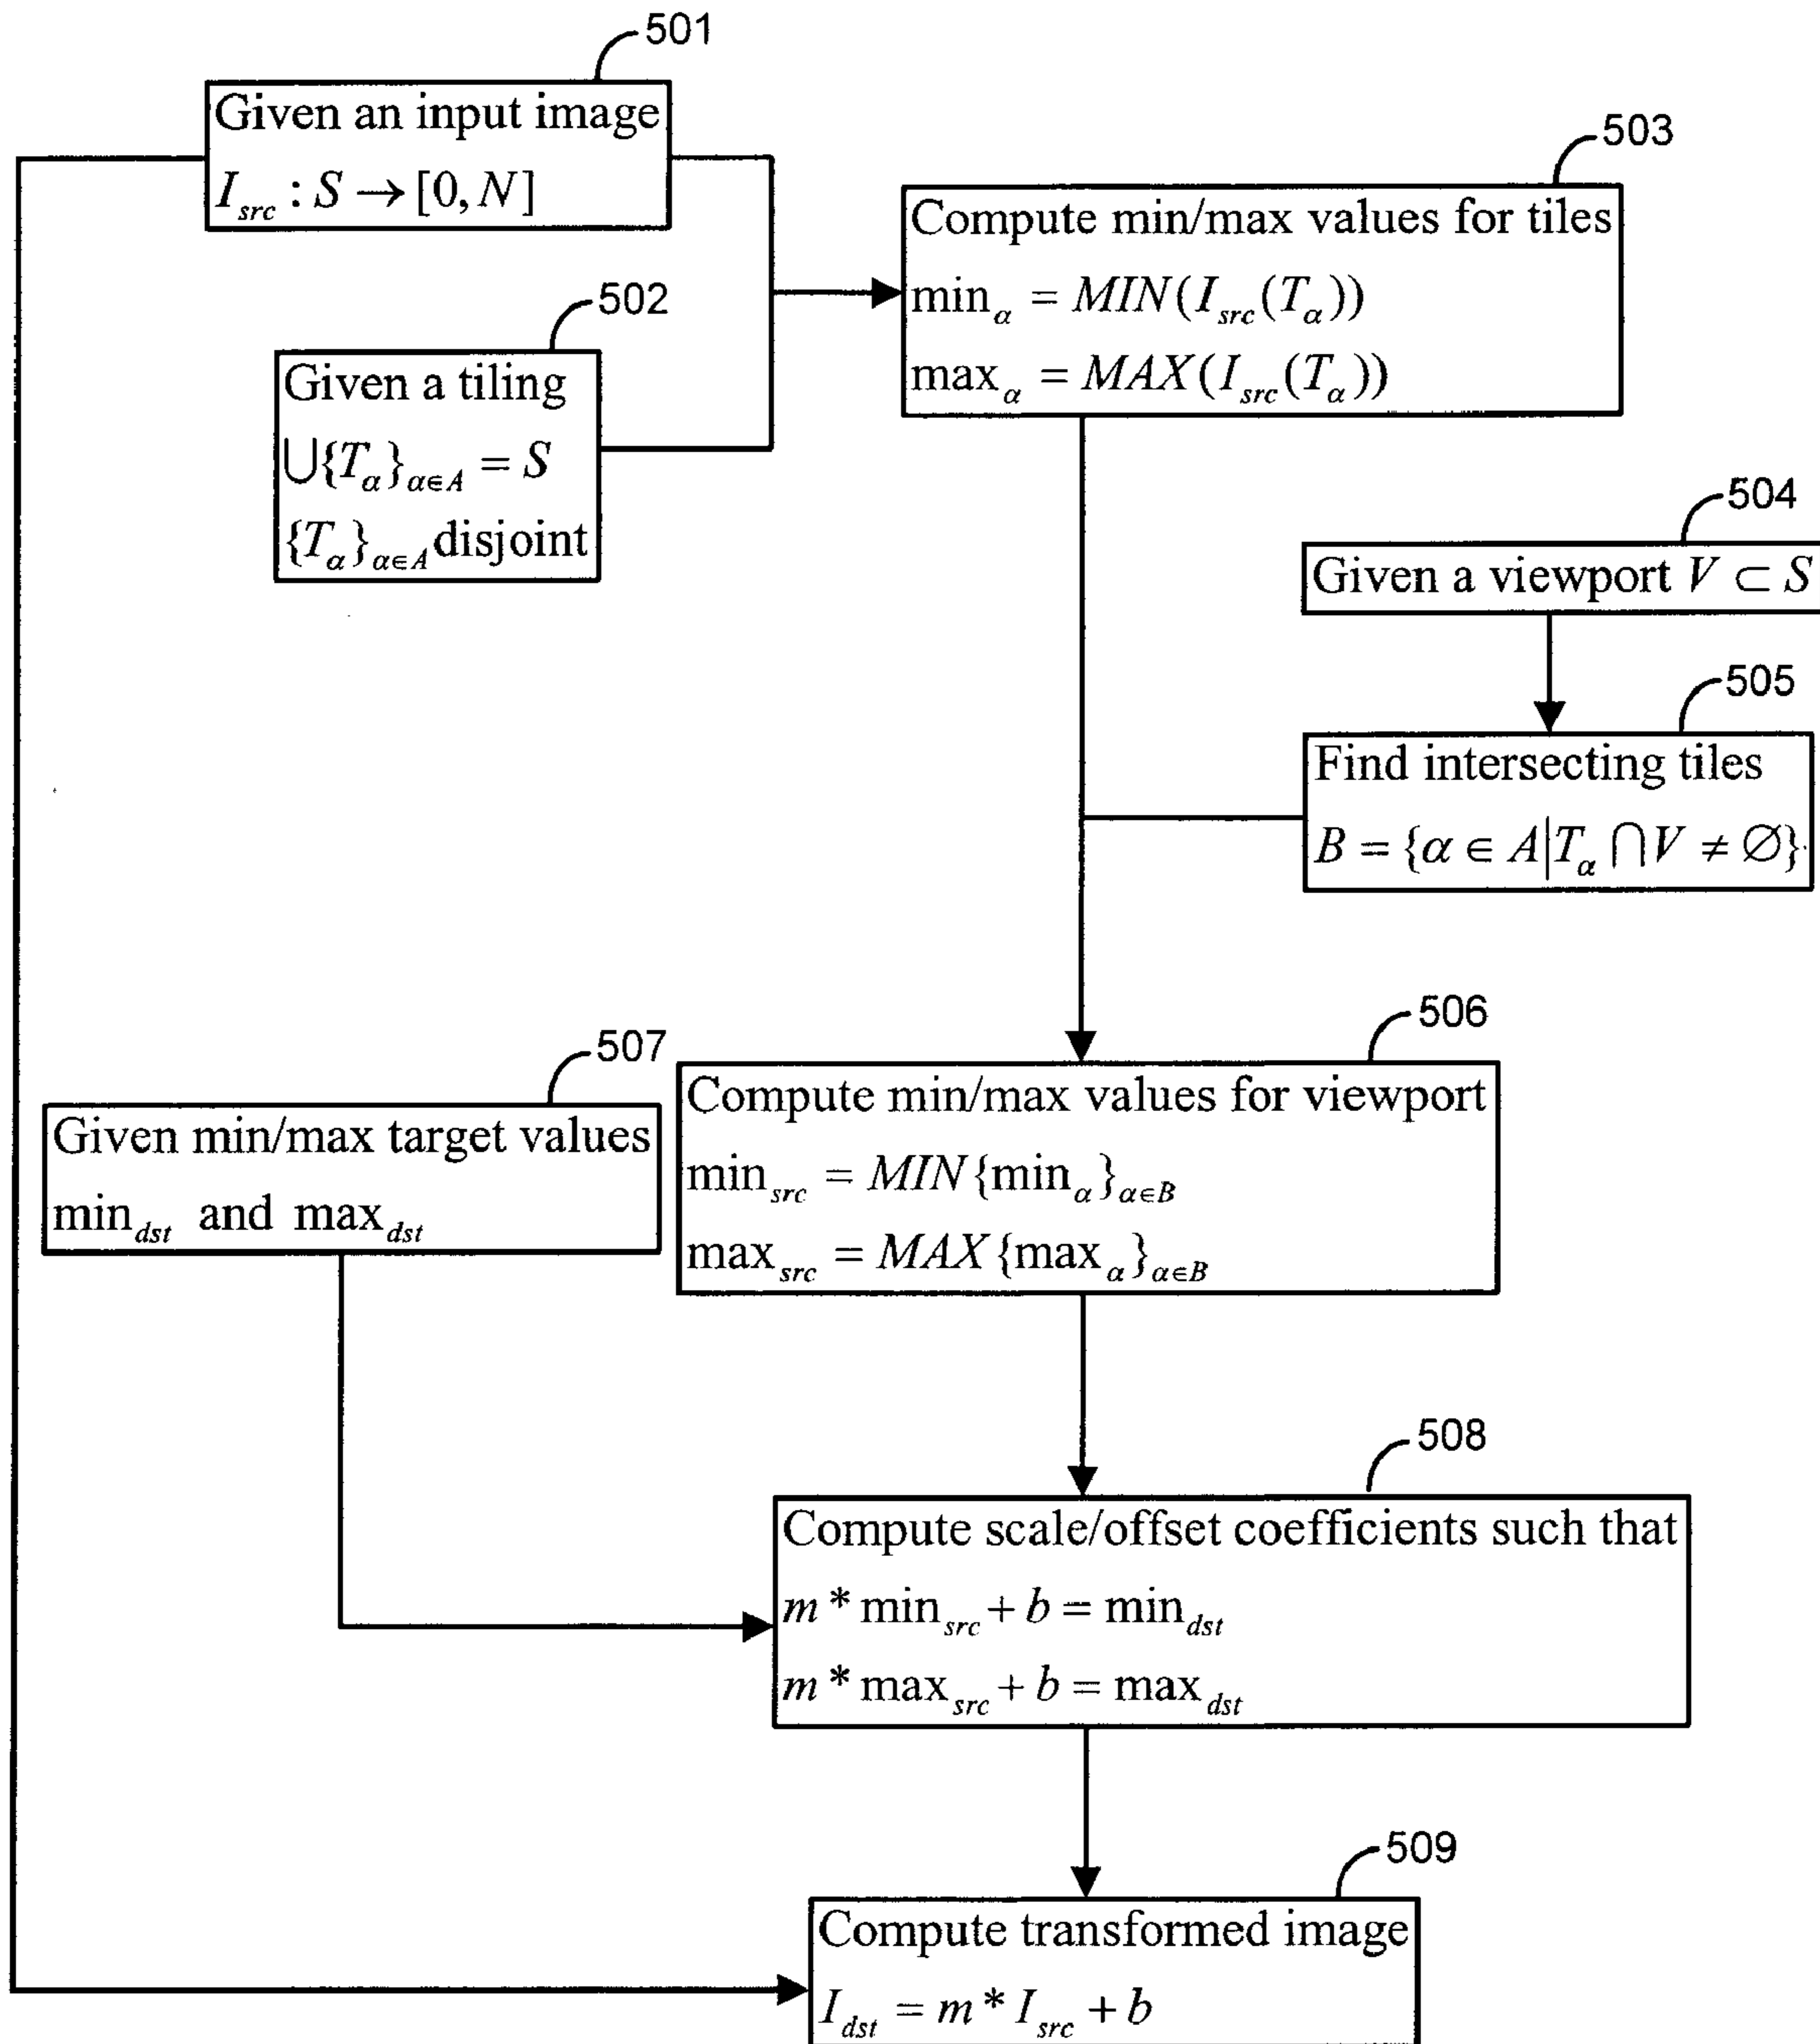 501
Given an input image
I_src : S → [0, N]
502
Given a tiling
⋃{T_α}_α∈A = S
{T_α}_α∈A disjoint
503
Compute min/max values for tiles
min_α = MIN(I_src(T_α))
max_α = MAX(I_src(T_α))
504
Given a viewport V ⊂ S
505
Find intersecting tiles
B = {α ∈ A|T_α ⋂ V ≠ ∅}
506
Compute min/max values for viewport
min_src = MIN{min_α}_α∈B
max_src = MAX{max_α}_α∈B
507
Given min/max target values
min_dst and max_dst
508
Compute scale/offset coefficients such that
m * min_src + b = min_dst
m * max_src + b = max_dst
509
Compute transformed image
I_dst = m * I_src + b